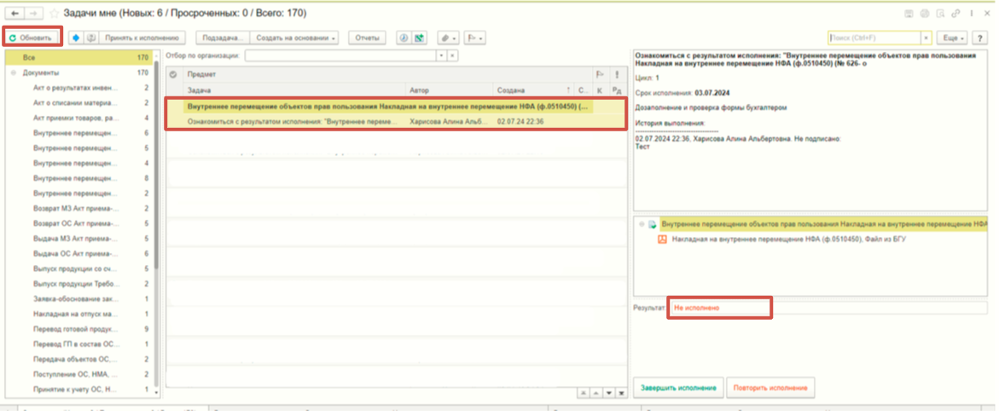 Задачи мне (Новых: 6 / Просроченных: 0 / Всего: 170)
Обновить
Принять к исполнению
Подзадача...
Создать на основании
Отчеты
Поиск (Ctrl+F)
×
Еще
?
Все 170
Документы 170
Акт о результатах инвен... 2
Акт о списании материа... 2
Акт приемки товаров, ра... 4
Внутреннее перемещен... 6
Внутреннее перемещен... 5
Внутреннее перемещен... 4
Внутреннее перемещен... 8
Внутреннее перемещен... 2
Возврат МЗ Акт приема-... 2
Возврат ОС Акт приема-... 5
Выдача МЗ Акт приема-... 5
Выдача ОС Акт приема-... 6
Выпуск продукции со сч... 5
Выпуск продукции Требо... 2
Заявка-обоснование зак... 1
Накладная на отпуск ма... 1
Перевод готовой продук... 9
Перевод ГП в состав ОС... 1
Передача объектов ОС,... 2
Поступление ОС, НМА, ... 2
Принятие к учету ОС, Н... 1
Отбор по организации:
Предмет
Задача Автор Создана ↑ С... К РД
Внутреннее перемещение объектов прав пользования Накладная на внутреннее перемещение НФА (ф.0510450) (...
Ознакомиться с результатом исполнения: "Внутреннее переме... Харисова Алина Альб... 02.07.24 22:36
Ознакомиться с результатом исполнения: "Внутреннее перемещение объектов прав пользования
Накладная на внутреннее перемещение НФА (ф.0510450) (№ 626- о
Цикл: 1
Срок исполнения: 03.07.2024
Дозаполнение и проверка формы бухгалтером
История выполнения:
02.07.2024 22:36, Харисова Алина Альбертовна. Не подписано:
Тест
Внутреннее перемещение объектов прав пользования Накладная на внутреннее перемещение НФА
Накладная на внутреннее перемещение НФА (ф.0510450), Файл из БГУ
Результат: Не исполнено
Завершить исполнение
Повторить исполнение